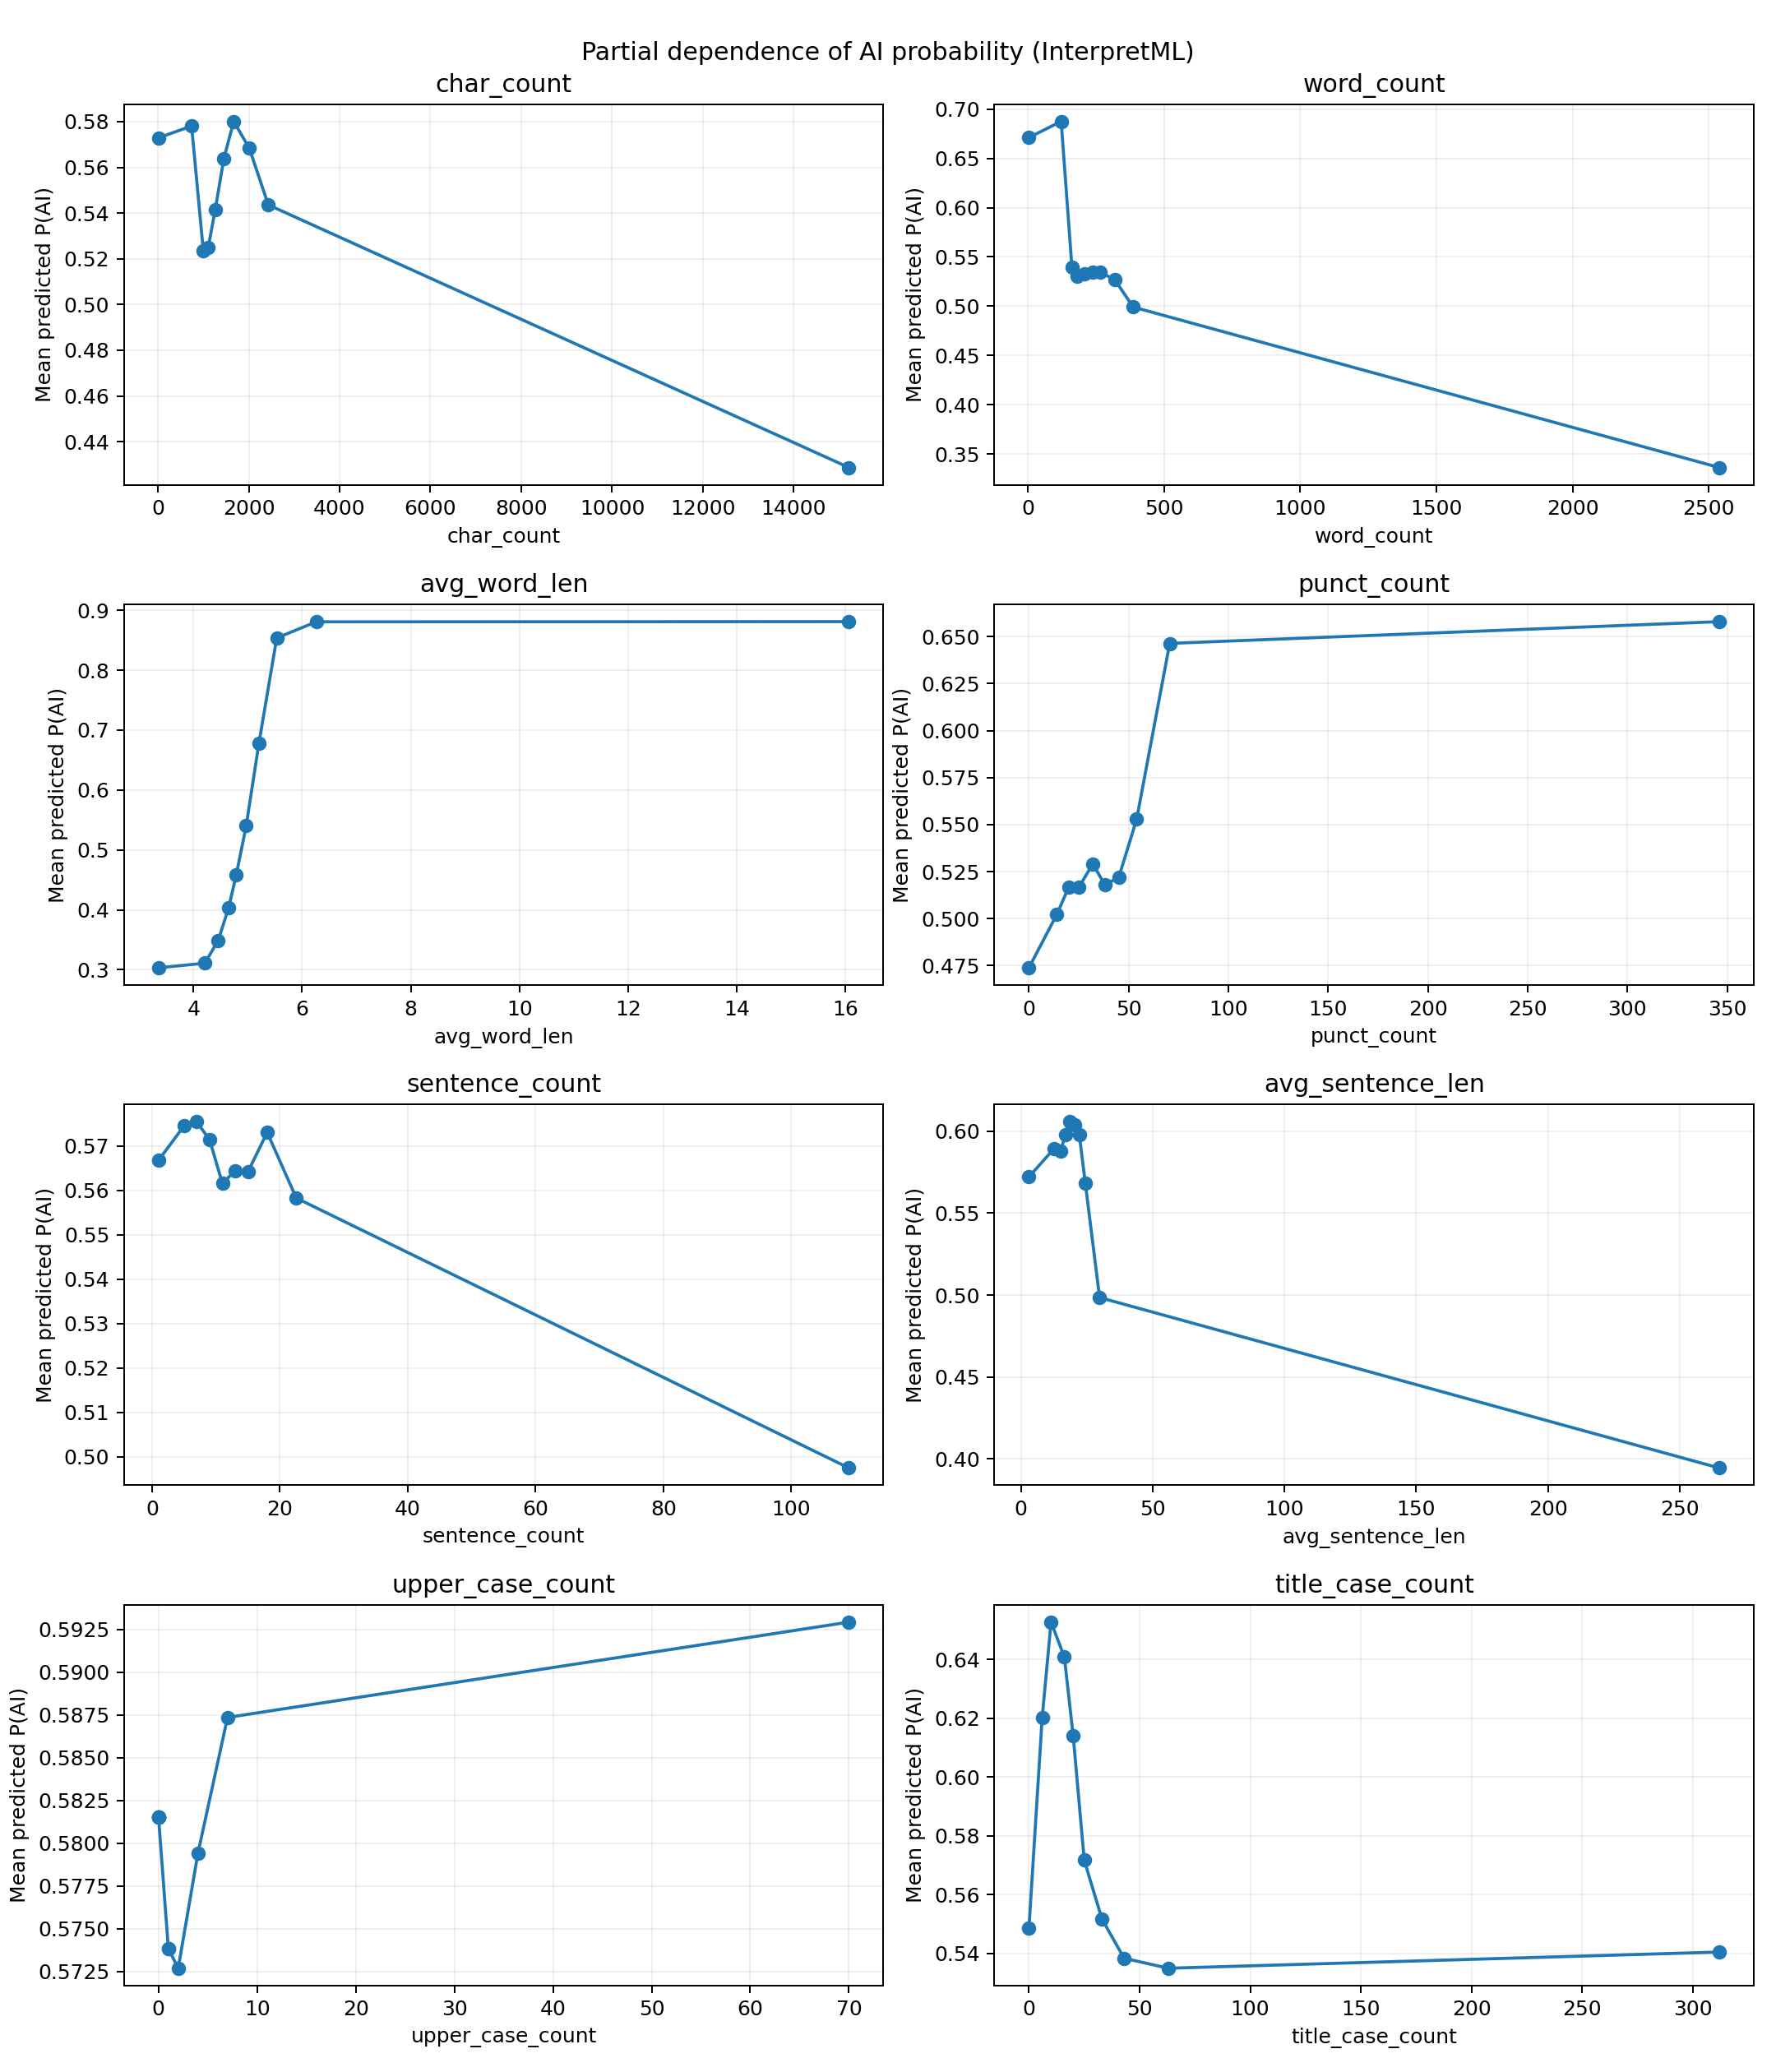 Partial dependence of AI probability (InterpretML)
char_count
0.58
0.56
0.54
0.52
0.50
0.48
0.46
0.44
Mean predicted P(AI)
0 2000 4000 6000 8000 10000 12000 14000
char_count
word_count
0.70
0.65
0.60
0.55
0.50
0.45
0.40
0.35
Mean predicted P(AI)
0 500 1000 1500 2000 2500
word_count
avg_word_len
0.9
0.8
0.7
0.6
0.5
0.4
0.3
Mean predicted P(AI)
4 6 8 10 12 14 16
avg_word_len
punct_count
0.650
0.625
0.600
0.575
0.550
0.525
0.500
0.475
Mean predicted P(AI)
0 50 100 150 200 250 300 350
punct_count
sentence_count
0.57
0.56
0.55
0.54
0.53
0.52
0.51
0.50
Mean predicted P(AI)
0 20 40 60 80 100
sentence_count
avg_sentence_len
0.60
0.55
0.50
0.45
0.40
Mean predicted P(AI)
0 50 100 150 200 250
avg_sentence_len
upper_case_count
0.5925
0.5900
0.5875
0.5850
0.5825
0.5800
0.5775
0.5750
0.5725
Mean predicted P(AI)
0 10 20 30 40 50 60 70
upper_case_count
title_case_count
0.64
0.62
0.60
0.58
0.56
0.54
Mean predicted P(AI)
0 50 100 150 200 250 300
title_case_count